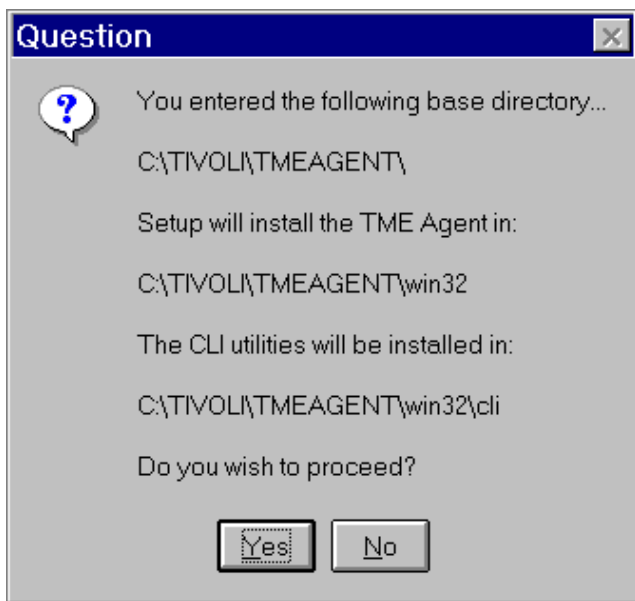 Question
?
You entered the following base directory...
C:\TIVOLI\TMEAGENT\
Setup will install the TME Agent in:
C:\TIVOLI\TMEAGENT\win32
The CLI utilities will be installed in:
C:\TIVOLI\TMEAGENT\win32\cli
Do you wish to proceed?
Yes No